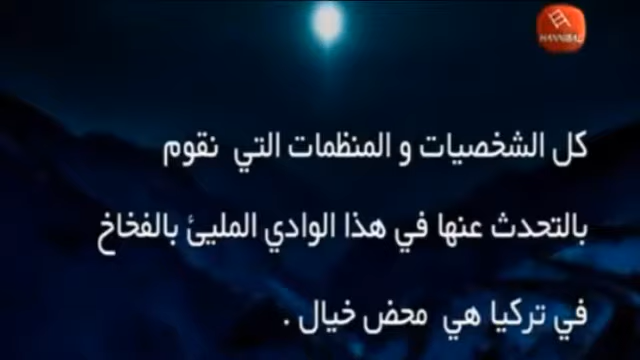 HANNIBAL
كل الشخصيات و المنظمات التي نقوم
بالتحدث عنها في هذا الوادي المليئ بالفخاخ
في تركيا هي محض خيال .